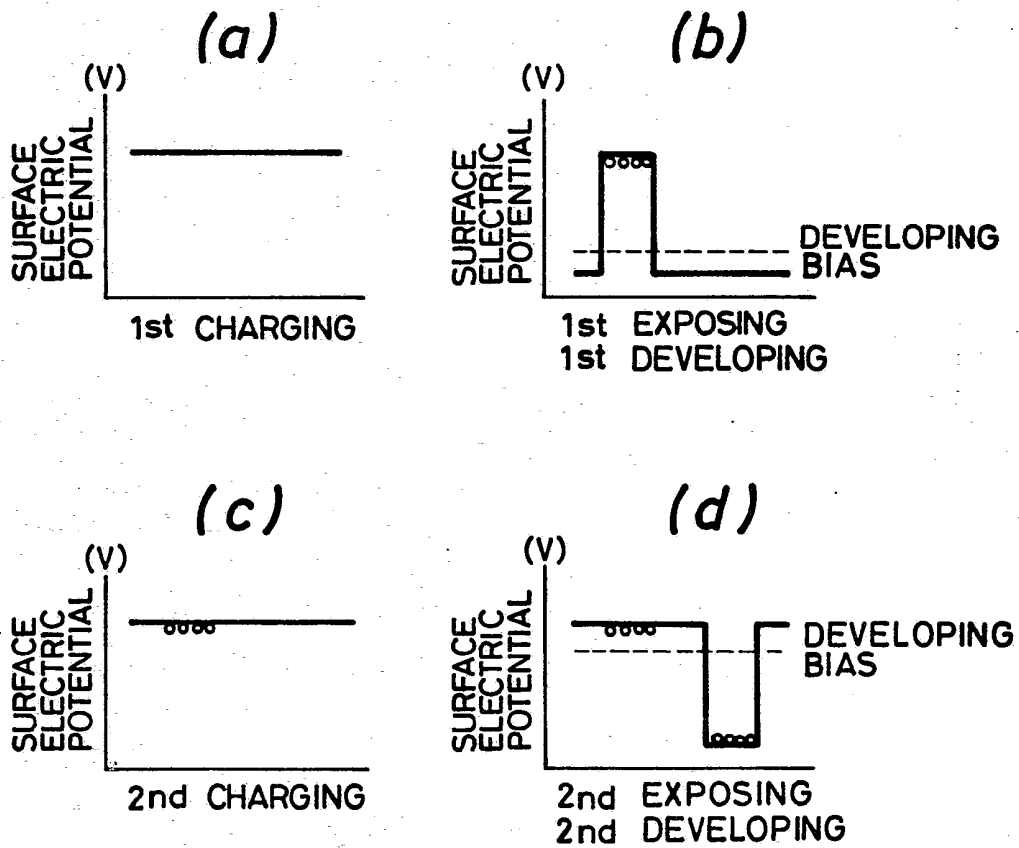 (a)
(V)
SURFACE
ELECTRIC
POTENTIAL
1st CHARGING
(b)
(V)
SURFACE
ELECTRIC
POTENTIAL
DEVELOPING
BIAS
1st EXPOSING
1st DEVELOPING
(c)
(V)
SURFACE
ELECTRIC
POTENTIAL
2nd CHARGING
(d)
(V)
SURFACE
ELECTRIC
POTENTIAL
DEVELOPING
BIAS
2nd EXPOSING
2nd DEVELOPING